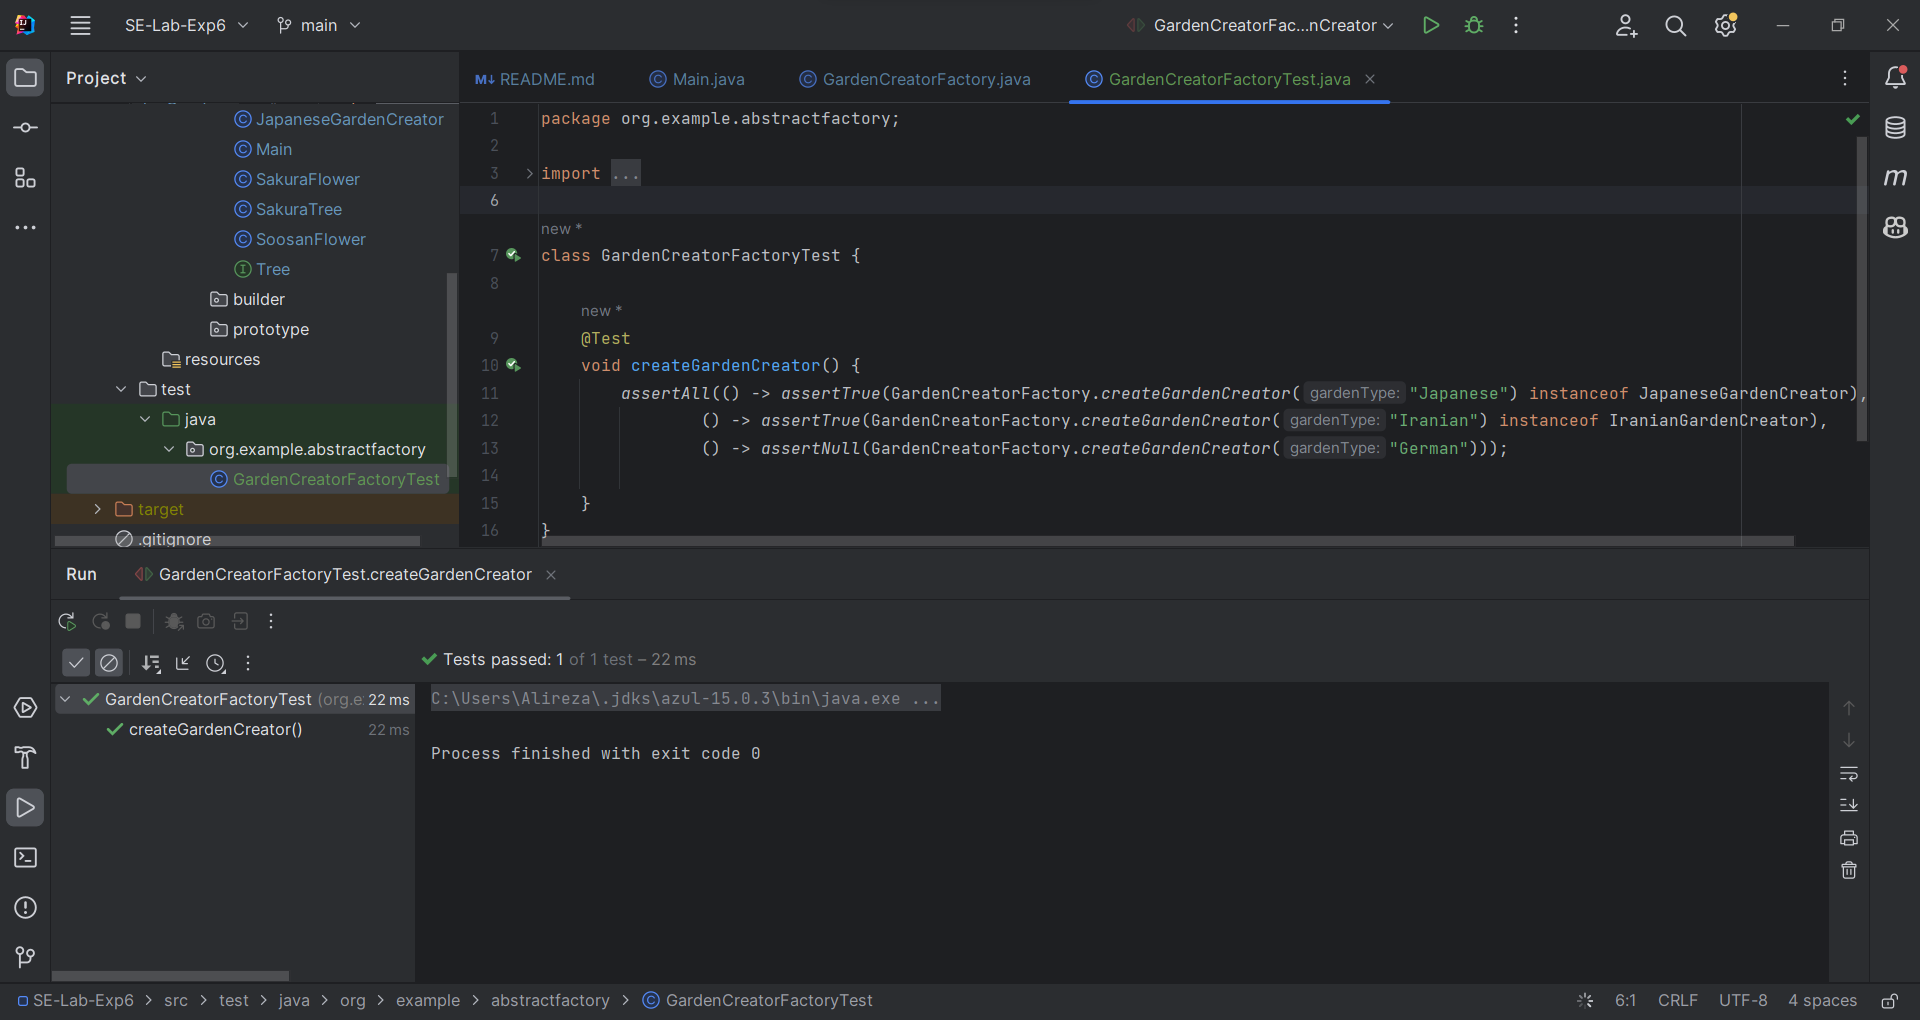 SE-Lab-Exp6 main GardenCreatorFac...nCreator
Project
README.md Main.java GardenCreatorFactory.java GardenCreatorFactoryTest.java
JapaneseGardenCreator
Main
SakuraFlower
SakuraTree
SoosanFlower
Tree
builder
prototype
resources
test
java
org.example.abstractfactory
GardenCreatorFactoryTest
target
.gitignore
1 package org.example.abstractfactory;
2
3 import ...
6
new *
7 class GardenCreatorFactoryTest {
8
new *
9 @Test
10 void createGardenCreator() {
11 assertAll(() -> assertTrue(GardenCreatorFactory.createGardenCreator( gardenType: "Japanese") instanceof JapaneseGardenCreator),
12 () -> assertTrue(GardenCreatorFactory.createGardenCreator( gardenType: "Iranian") instanceof IranianGardenCreator),
13 () -> assertNull(GardenCreatorFactory.createGardenCreator( gardenType: "German")));
14
15 }
16 }
Run GardenCreatorFactoryTest.createGardenCreator
Tests passed: 1 of 1 test – 22 ms
GardenCreatorFactoryTest (org.e: 22 ms
createGardenCreator() 22 ms
C:\Users\Alireza\.jdks\azul-15.0.3\bin\java.exe ...
Process finished with exit code 0
SE-Lab-Exp6 > src > test > java > org > example > abstractfactory > GardenCreatorFactoryTest
6:1 CRLF UTF-8 4 spaces